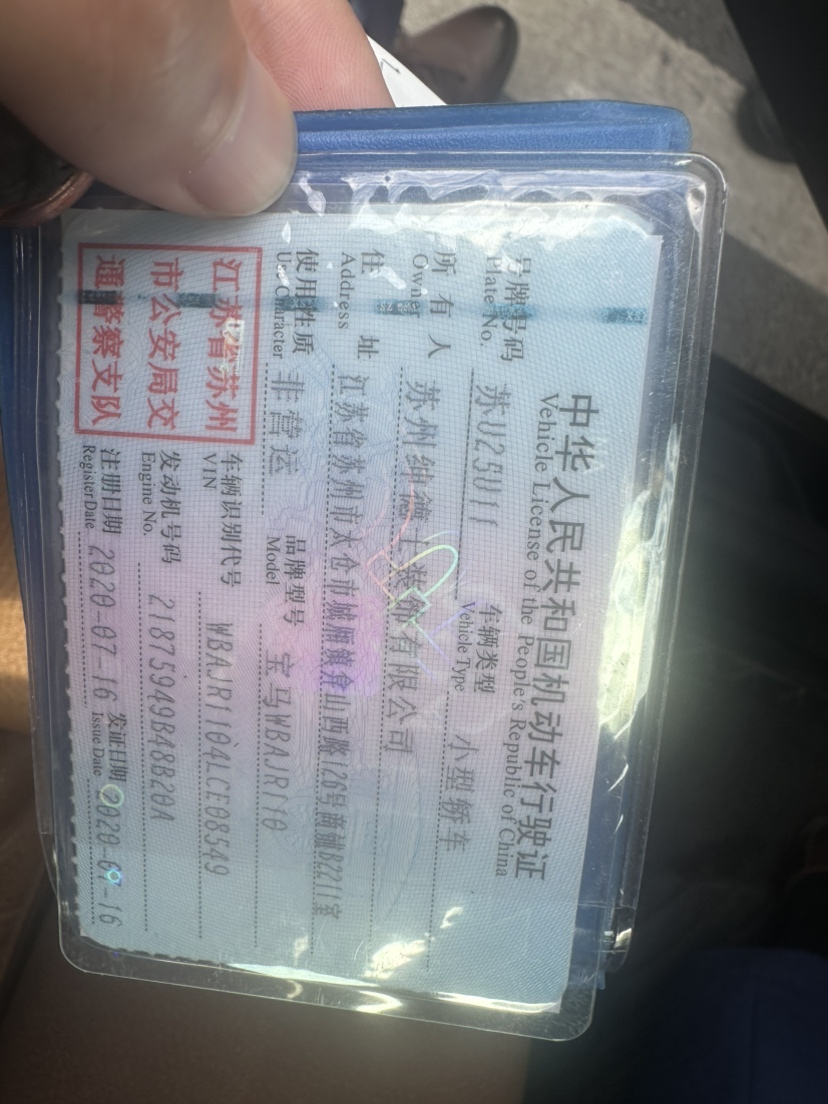 中华人民共和国机动车行驶证
Vehicle License of the People's Republic of China
号牌号码 苏U25U11 车辆类型 小型轿车
Plate No. Vehicle Type
所有人 苏州绅德士装饰有限公司
Owner
住址 江苏省苏州市太仓市城厢镇仓山西路126号商铺B2211室
Address
使用性质 非营运 品牌型号 宝马WBAJR110
Use Character Model
江苏省苏州
市公安局交
通警察支队
车辆识别代号 WBAJR1104LCE08549
VIN
发动机号码 21875949B48B20A
Engine No.
注册日期 2020-07-16 发证日期 2020-07-16
Register Date Issue Date